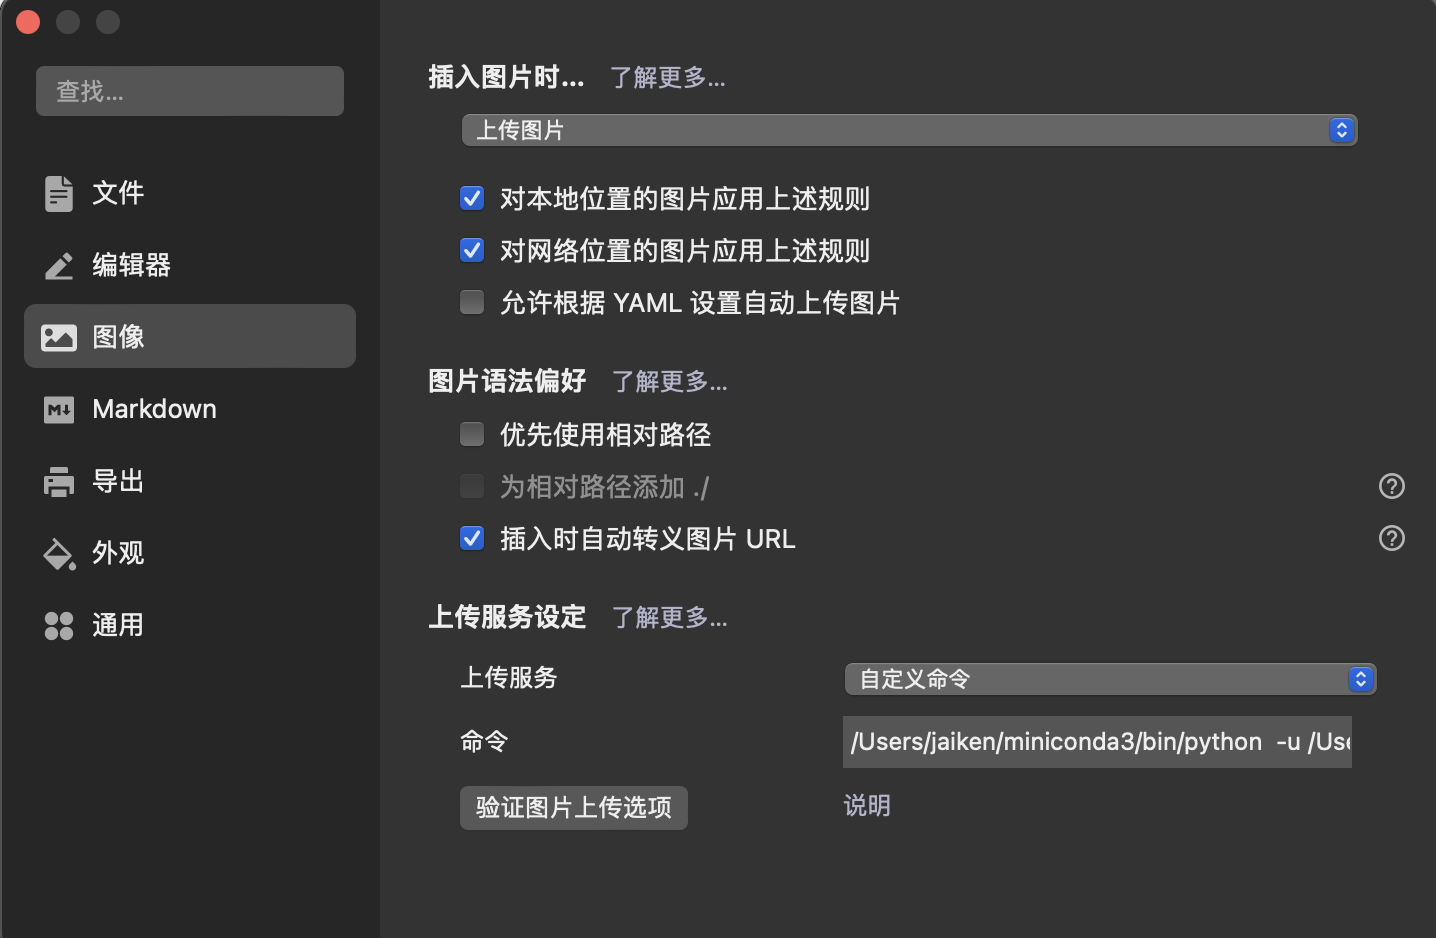 查找...
文件
编辑器
图像
Markdown
导出
外观
通用
插入图片时... 了解更多...
上传图片
对本地位置的图片应用上述规则
对网络位置的图片应用上述规则
允许根据 YAML 设置自动上传图片
图片语法偏好 了解更多...
优先使用相对路径
为相对路径添加 ./
插入时自动转义图片 URL
上传服务设定 了解更多...
上传服务 自定义命令
命令 /Users/jaiken/miniconda3/bin/python -u /Use
验证图片上传选项 说明